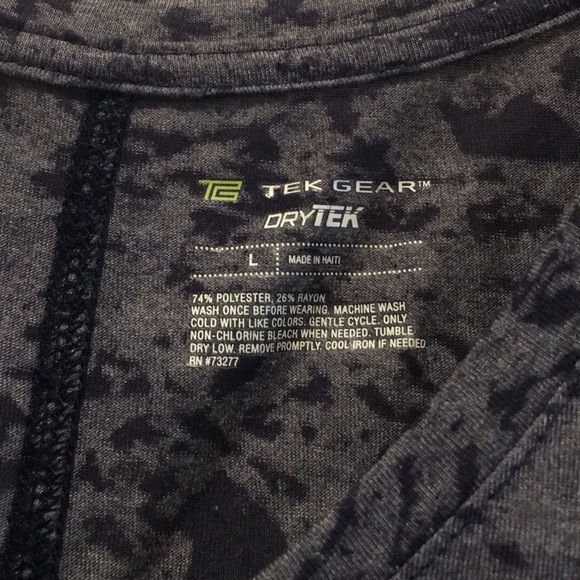 TG TEK GEAR™
DRYTEK
L MADE IN HAITI
74% POLYESTER, 26% RAYON
WASH ONCE BEFORE WEARING. MACHINE WASH
COLD WITH LIKE COLORS. GENTLE CYCLE. ONLY
NON-CHLORINE BLEACH WHEN NEEDED. TUMBLE
DRY LOW. REMOVE PROMPTLY. COOL IRON IF NEEDED.
RN #73277